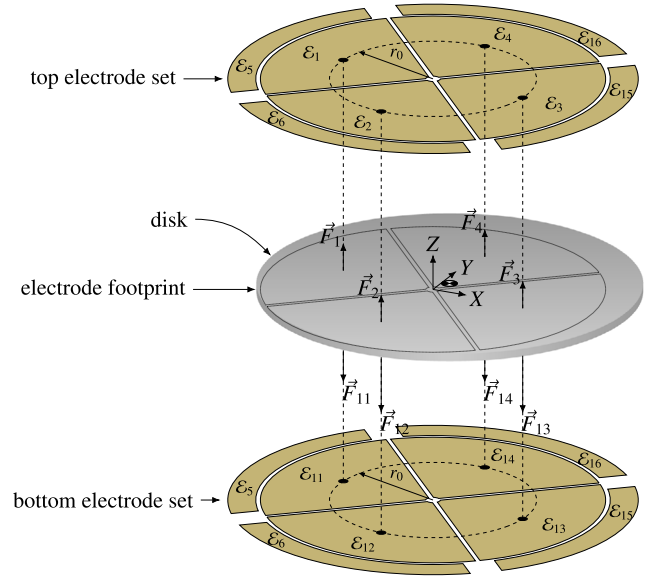 ℰ₁
ℰ₄
ℰ₁₆
r₀
ℰ₅
top electrode set
ℰ₁₅
ℰ₃
ℰ₂
ℰ₆
disk
F⃗₁
F⃗₄
Z
Y
F⃗₂
F⃗₃
electrode footprint
X
F⃗₁₁
F⃗₁₄
F⃗₁₂
F⃗₁₃
ℰ₁₄
ℰ₁₆
ℰ₁₁
r₀
ℰ₅
bottom electrode set
ℰ₁₅
ℰ₁₃
ℰ₁₂
ℰ₆